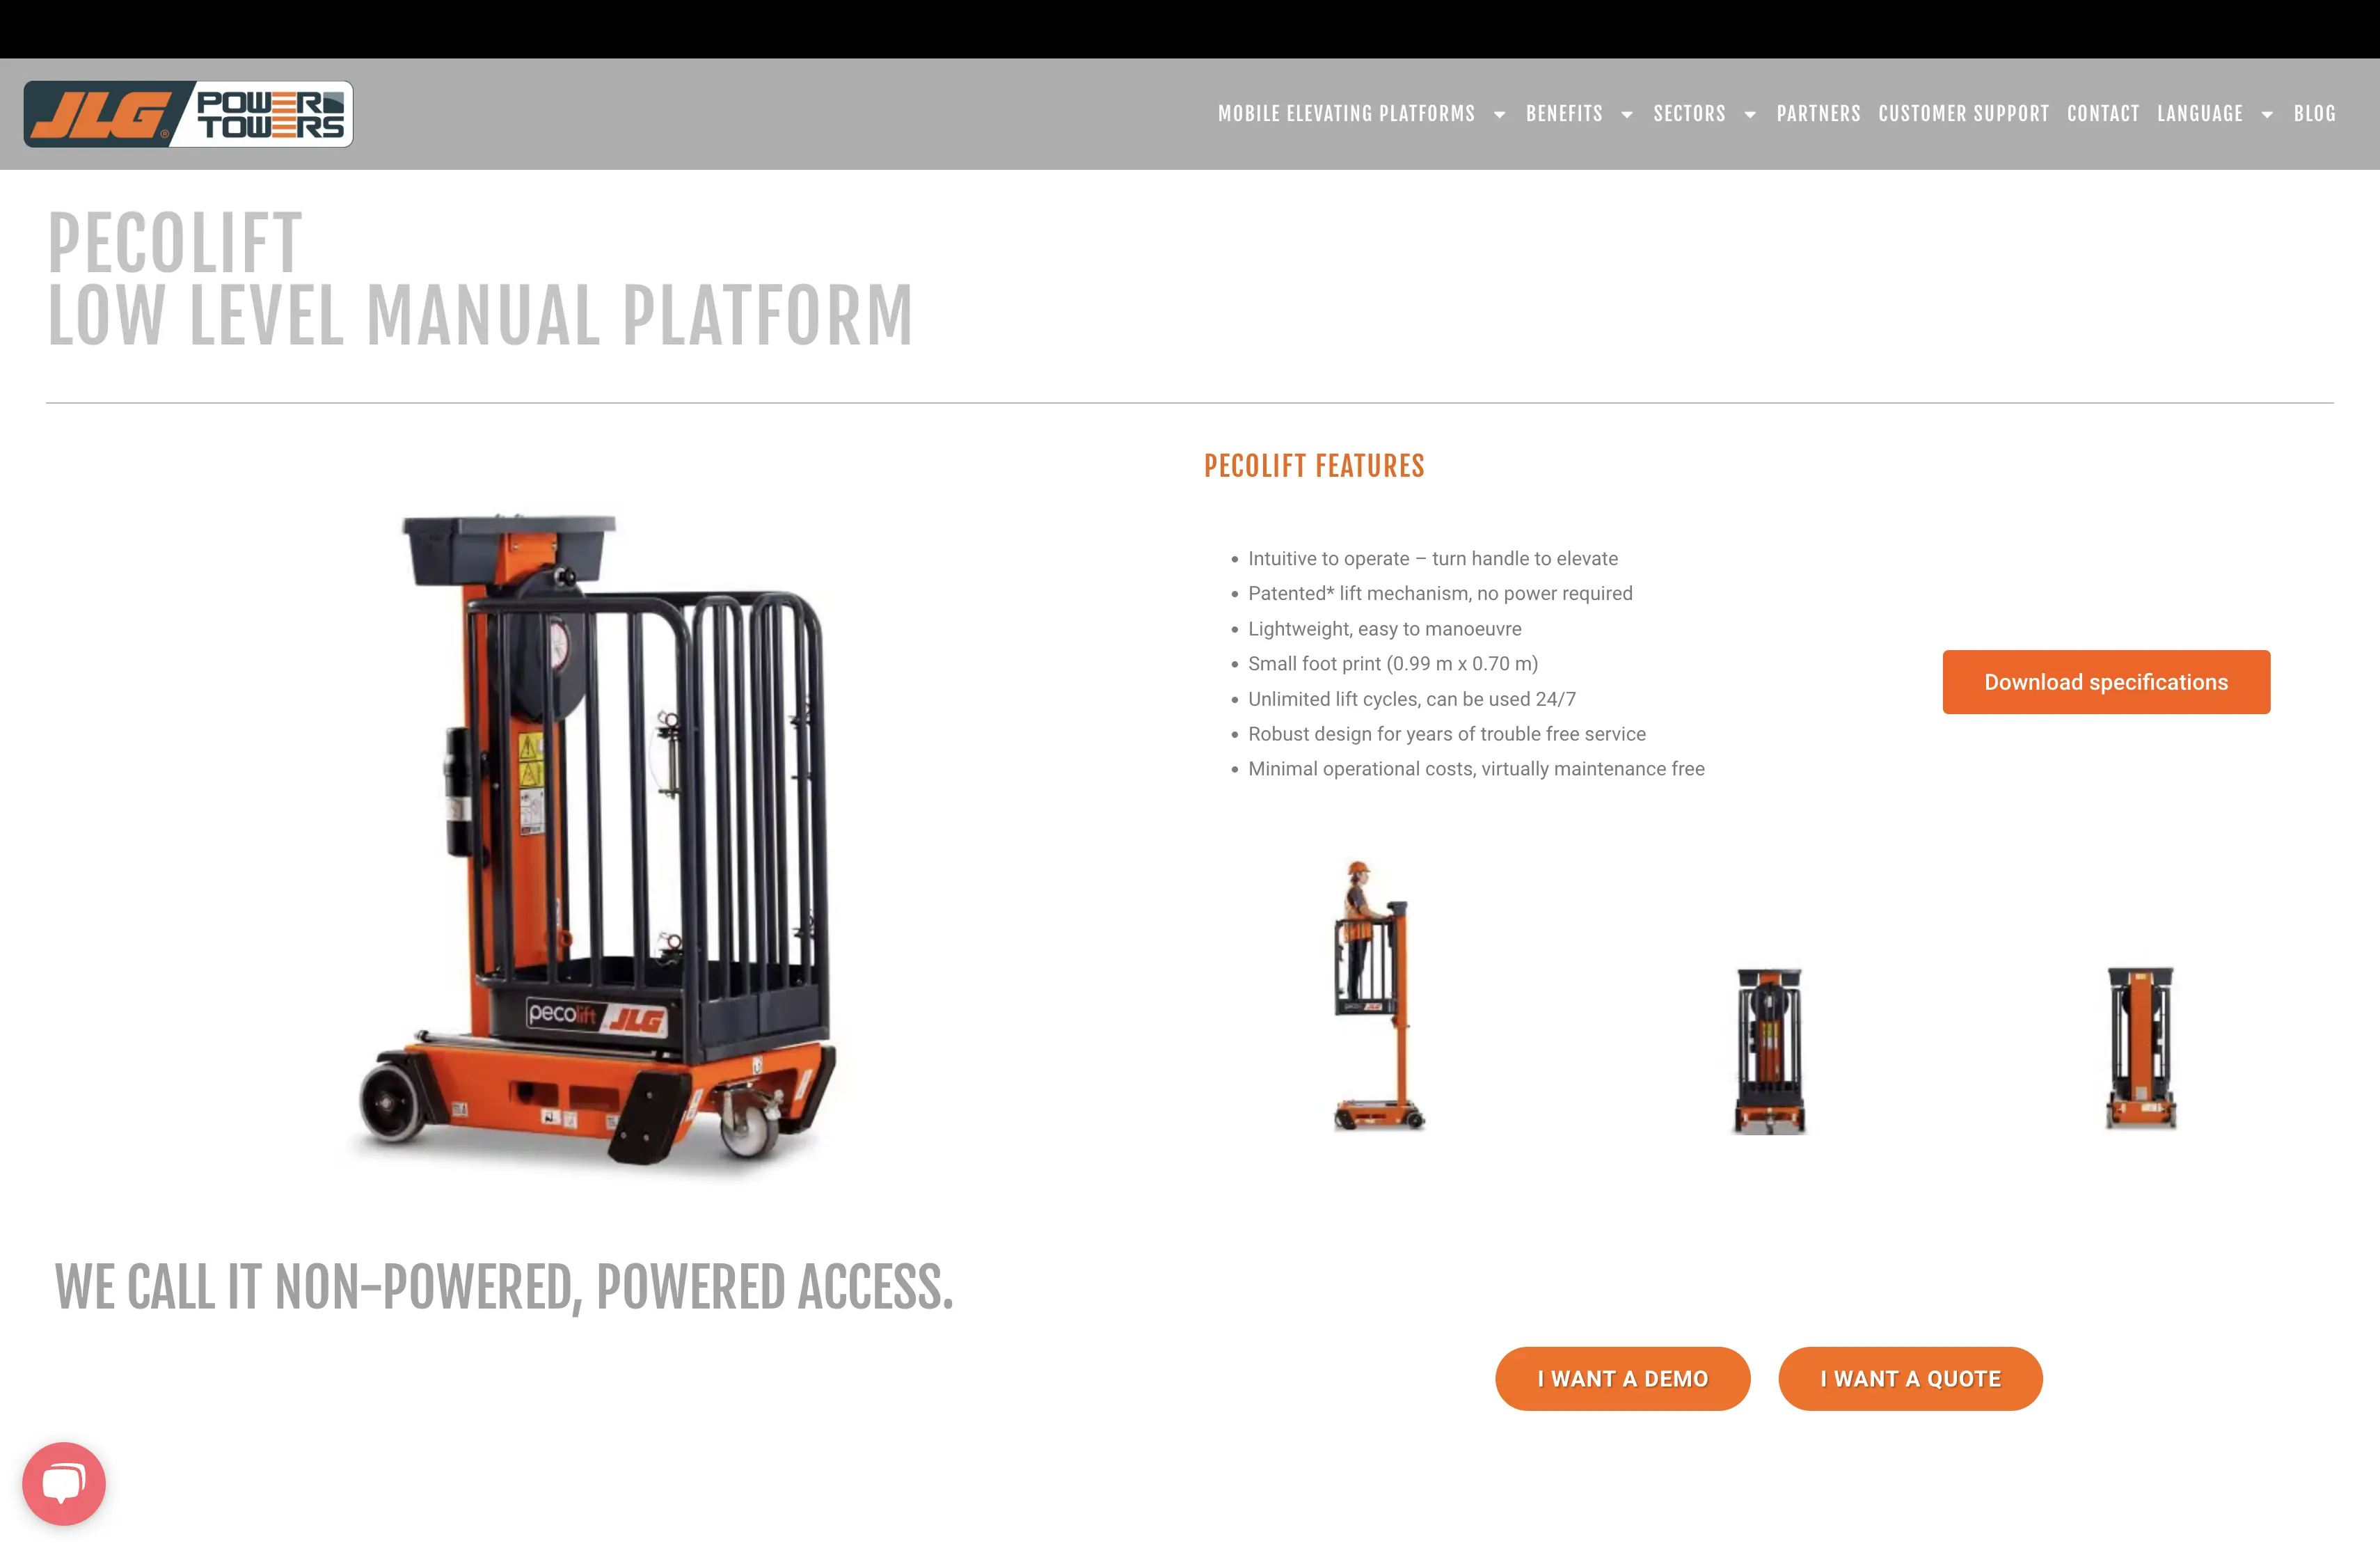 JLG® POWER TOWERS
MOBILE ELEVATING PLATFORMS BENEFITS SECTORS PARTNERS CUSTOMER SUPPORT CONTACT LANGUAGE BLOG
PECOLIFT
LOW LEVEL MANUAL PLATFORM
PECOLIFT FEATURES
• Intuitive to operate – turn handle to elevate
• Patented* lift mechanism, no power required
• Lightweight, easy to manoeuvre
• Small foot print (0.99 m x 0.70 m)
• Unlimited lift cycles, can be used 24/7
• Robust design for years of trouble free service
• Minimal operational costs, virtually maintenance free
Download specifications
pecolift JLG
WE CALL IT NON-POWERED, POWERED ACCESS.
I WANT A DEMO
I WANT A QUOTE